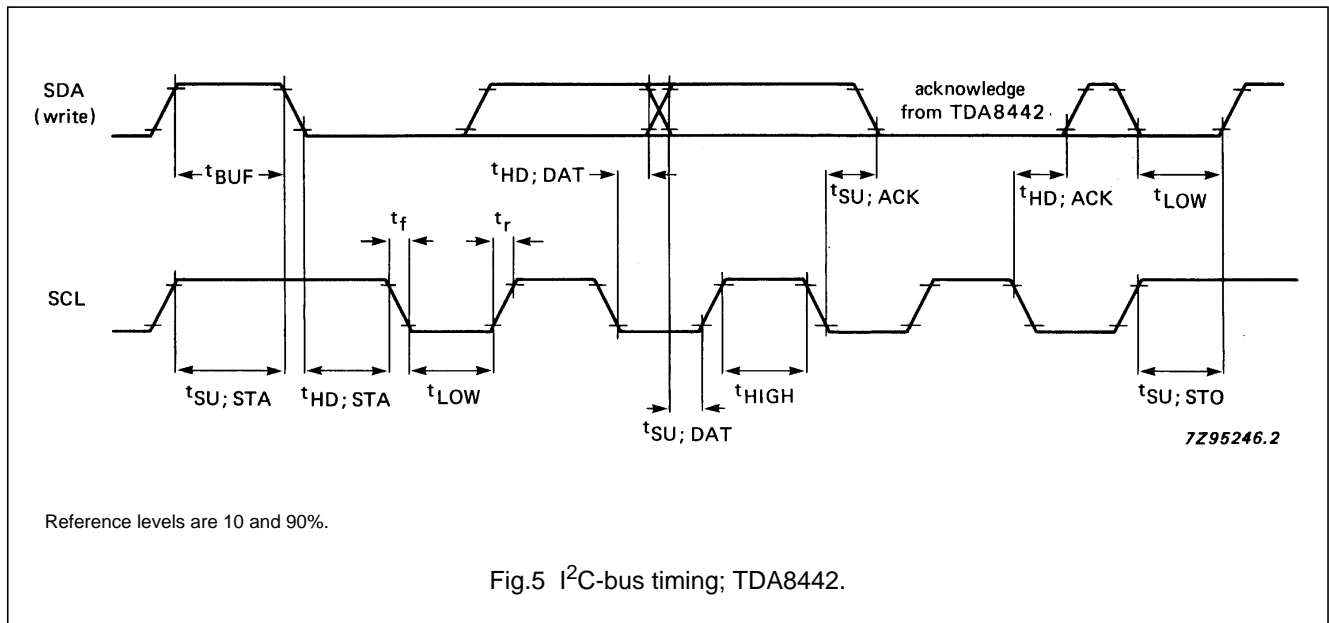 SDA
(write)
acknowledge
from TDA8442
tBUF
tHD; DAT
tSU; ACK
tHD; ACK
tLOW
tf
tr
SCL
tSU; STA
tHD; STA
tLOW
tSU; DAT
tHIGH
tSU; STO
7Z95246.2
Reference levels are 10 and 90%.
Fig.5 I²C-bus timing; TDA8442.